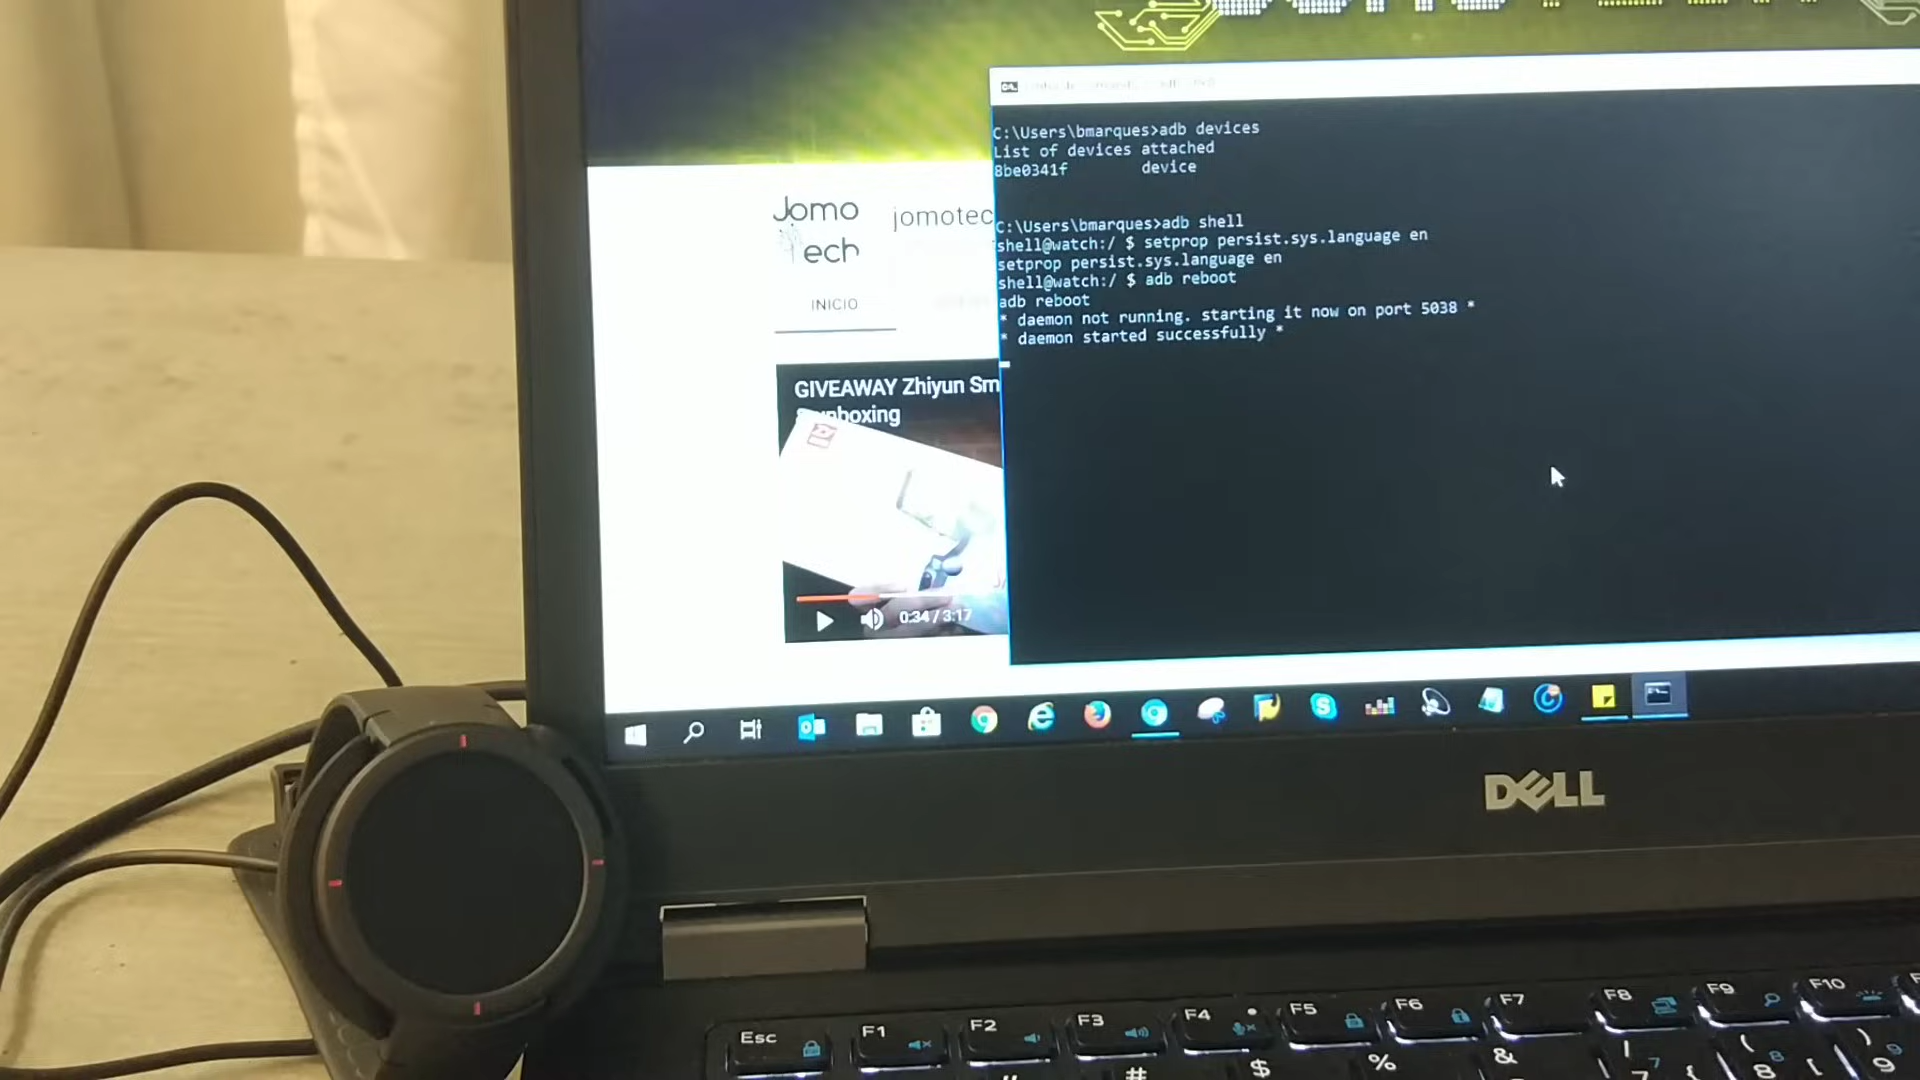 C:\Users\bmarques>adb devices
List of devices attached
8be0341f device
C:\Users\bmarques>adb shell
shell@watch:/ $ setprop persist.sys.language en
setprop persist.sys.language en
shell@watch:/ $ adb reboot
adb reboot
* daemon not running. starting it now on port 5038 *
* daemon started successfully *
Jomo
Tech
jomotec
INICIO
GIVEAWAY Zhiyun Sm
0:34 / 3:17
DELL
Esc F1 F2 F3 F4 F5 F6 F7 F8 F9 F10
# $ % & 7 { ( 8 [ ) 9